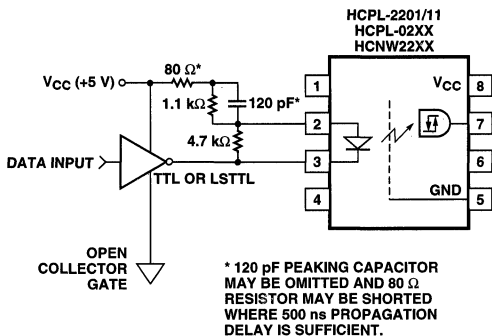 HCPL-2201/11
HCPL-02XX
HCNW22XX
80 Ω*
VCC (+5 V)
1.1 kΩ
120 pF*
4.7 kΩ
DATA INPUT
TTL OR LSTTL
OPEN
COLLECTOR
GATE
1
2
3
4
VCC
8
7
6
GND
5
* 120 pF PEAKING CAPACITOR
MAY BE OMITTED AND 80 Ω
RESISTOR MAY BE SHORTED
WHERE 500 ns PROPAGATION
DELAY IS SUFFICIENT.